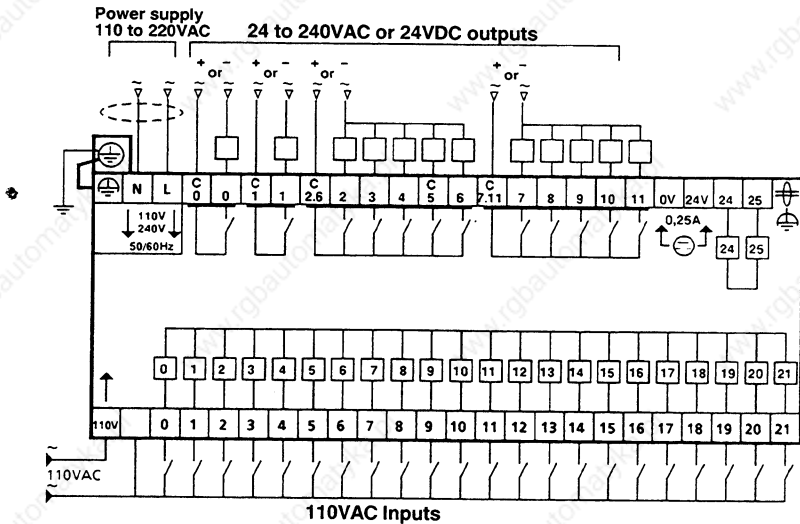 Power supply
110 to 220VAC
24 to 240VAC or 24VDC outputs
+ - + - + - + -
~ or ~ ~ or ~ ~ or ~ ~ or ~
N L C 0 0 C 1 1 C 2.6 2 3 4 C 5 6 C 7.11 7 8 9 10 11 0V 24V 24 25
110V
240V
50/60Hz
0,25A
24 25
0 1 2 3 4 5 6 7 8 9 10 11 12 13 14 15 16 17 18 19 20 21
110V 0 1 2 3 4 5 6 7 8 9 10 11 12 13 14 15 16 17 18 19 20 21
~
110VAC
~
110VAC Inputs
www.rgbautomatyka.com